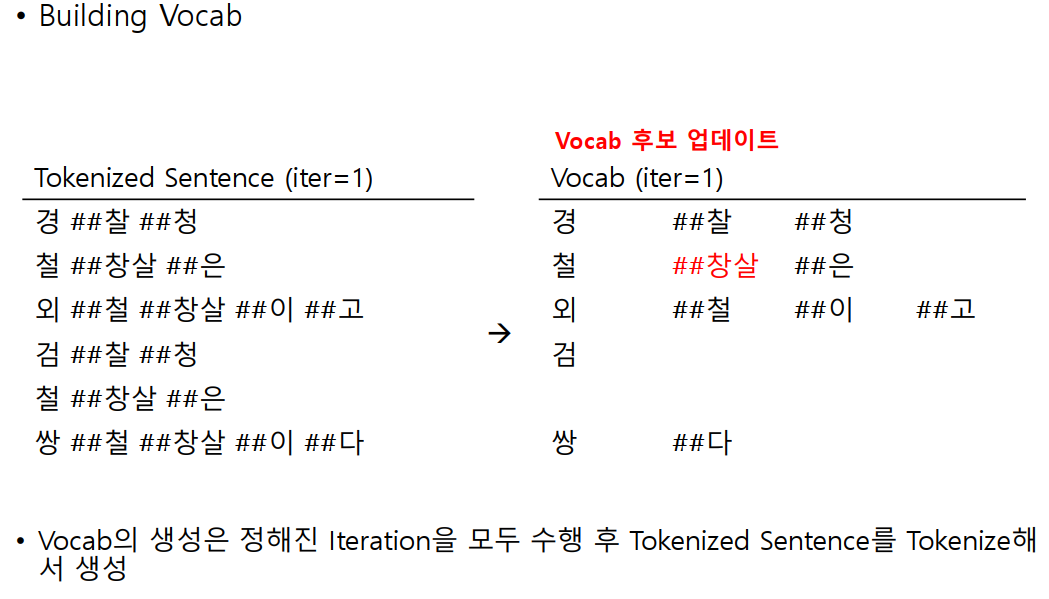 • Building Vocab
Vocab 후보 업데이트
Tokenized Sentence (iter=1)
Vocab (iter=1)
경 ##찰 ##청
경 ##찰 ##청
철 ##창살 ##은
철 ##창살 ##은
외 ##철 ##창살 ##이 ##고
외 ##철 ##이 ##고
→
검 ##찰 ##청
검
철 ##창살 ##은
쌍 ##철 ##창살 ##이 ##다
쌍 ##다
• Vocab의 생성은 정해진 Iteration을 모두 수행 후 Tokenized Sentence를 Tokenize해
서 생성